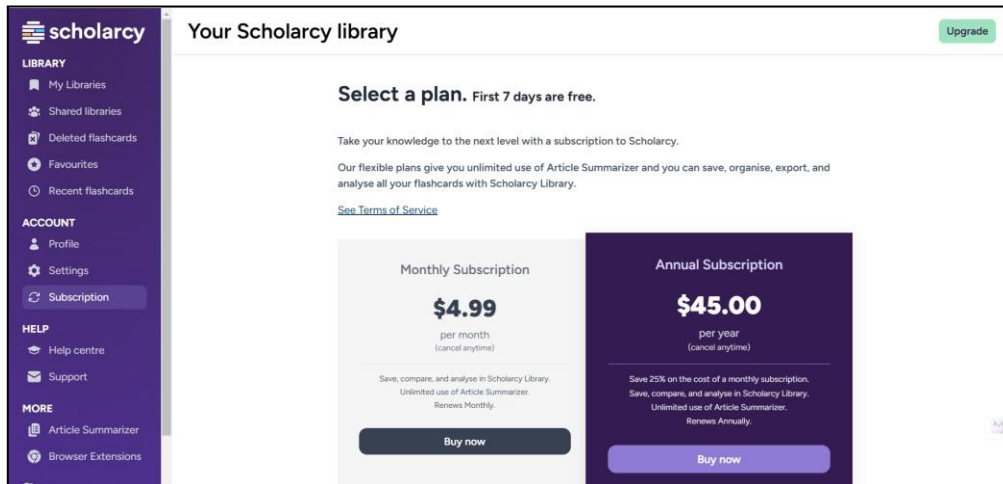 scholarcy
LIBRARY
My Libraries
Shared libraries
Deleted flashcards
Favourites
Recent flashcards
ACCOUNT
Profile
Settings
Subscription
HELP
Help centre
Support
MORE
Article Summarizer
Browser Extensions
Your Scholarcy library
Upgrade
Select a plan. First 7 days are free.
Take your knowledge to the next level with a subscription to Scholarcy.
Our flexible plans give you unlimited use of Article Summarizer and you can save, organise, export, and
analyse all your flashcards with Scholarcy Library.
See Terms of Service
Monthly Subscription
$4.99
per month
(cancel anytime)
Save, compare, and analyse in Scholarcy Library.
Unlimited use of Article Summarizer.
Renews Monthly.
Buy now
Annual Subscription
$45.00
per year
(cancel anytime)
Save 25% on the cost of a monthly subscription.
Save, compare, and analyse in Scholarcy Library.
Unlimited use of Article Summarizer.
Renews Annually.
Buy now